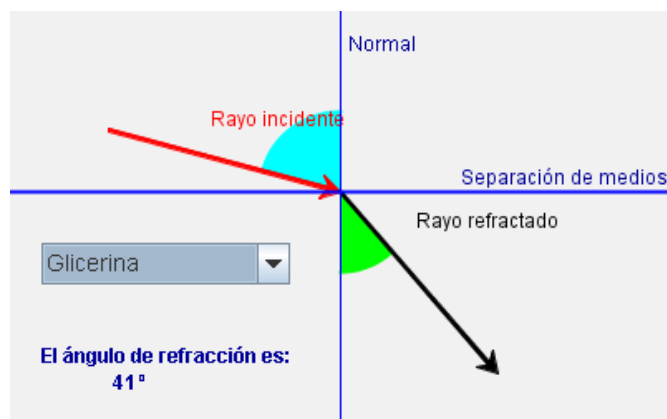 Normal
Rayo incidente
Separación de medios
Rayo refractado
Glicerina
El ángulo de refracción es:
41°